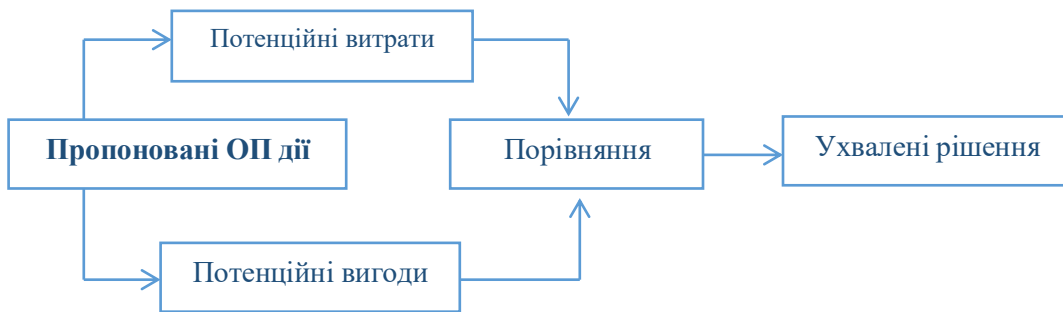 Потенційні витрати
Пропоновані ОП дії
Порівняння
Ухвалені рішення
Потенційні вигоди